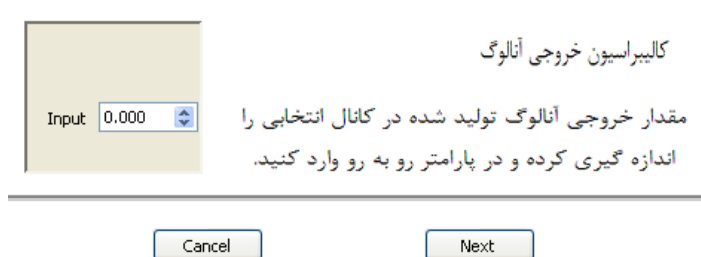 کالیبراسیون خروجی آنالوگ
مقدار خروجی آنالوگ تولید شده در کانال انتخابی را
اندازه گیری کرده و در پارامتر رو به رو وارد کنید.
Input 0.000
Cancel
Next